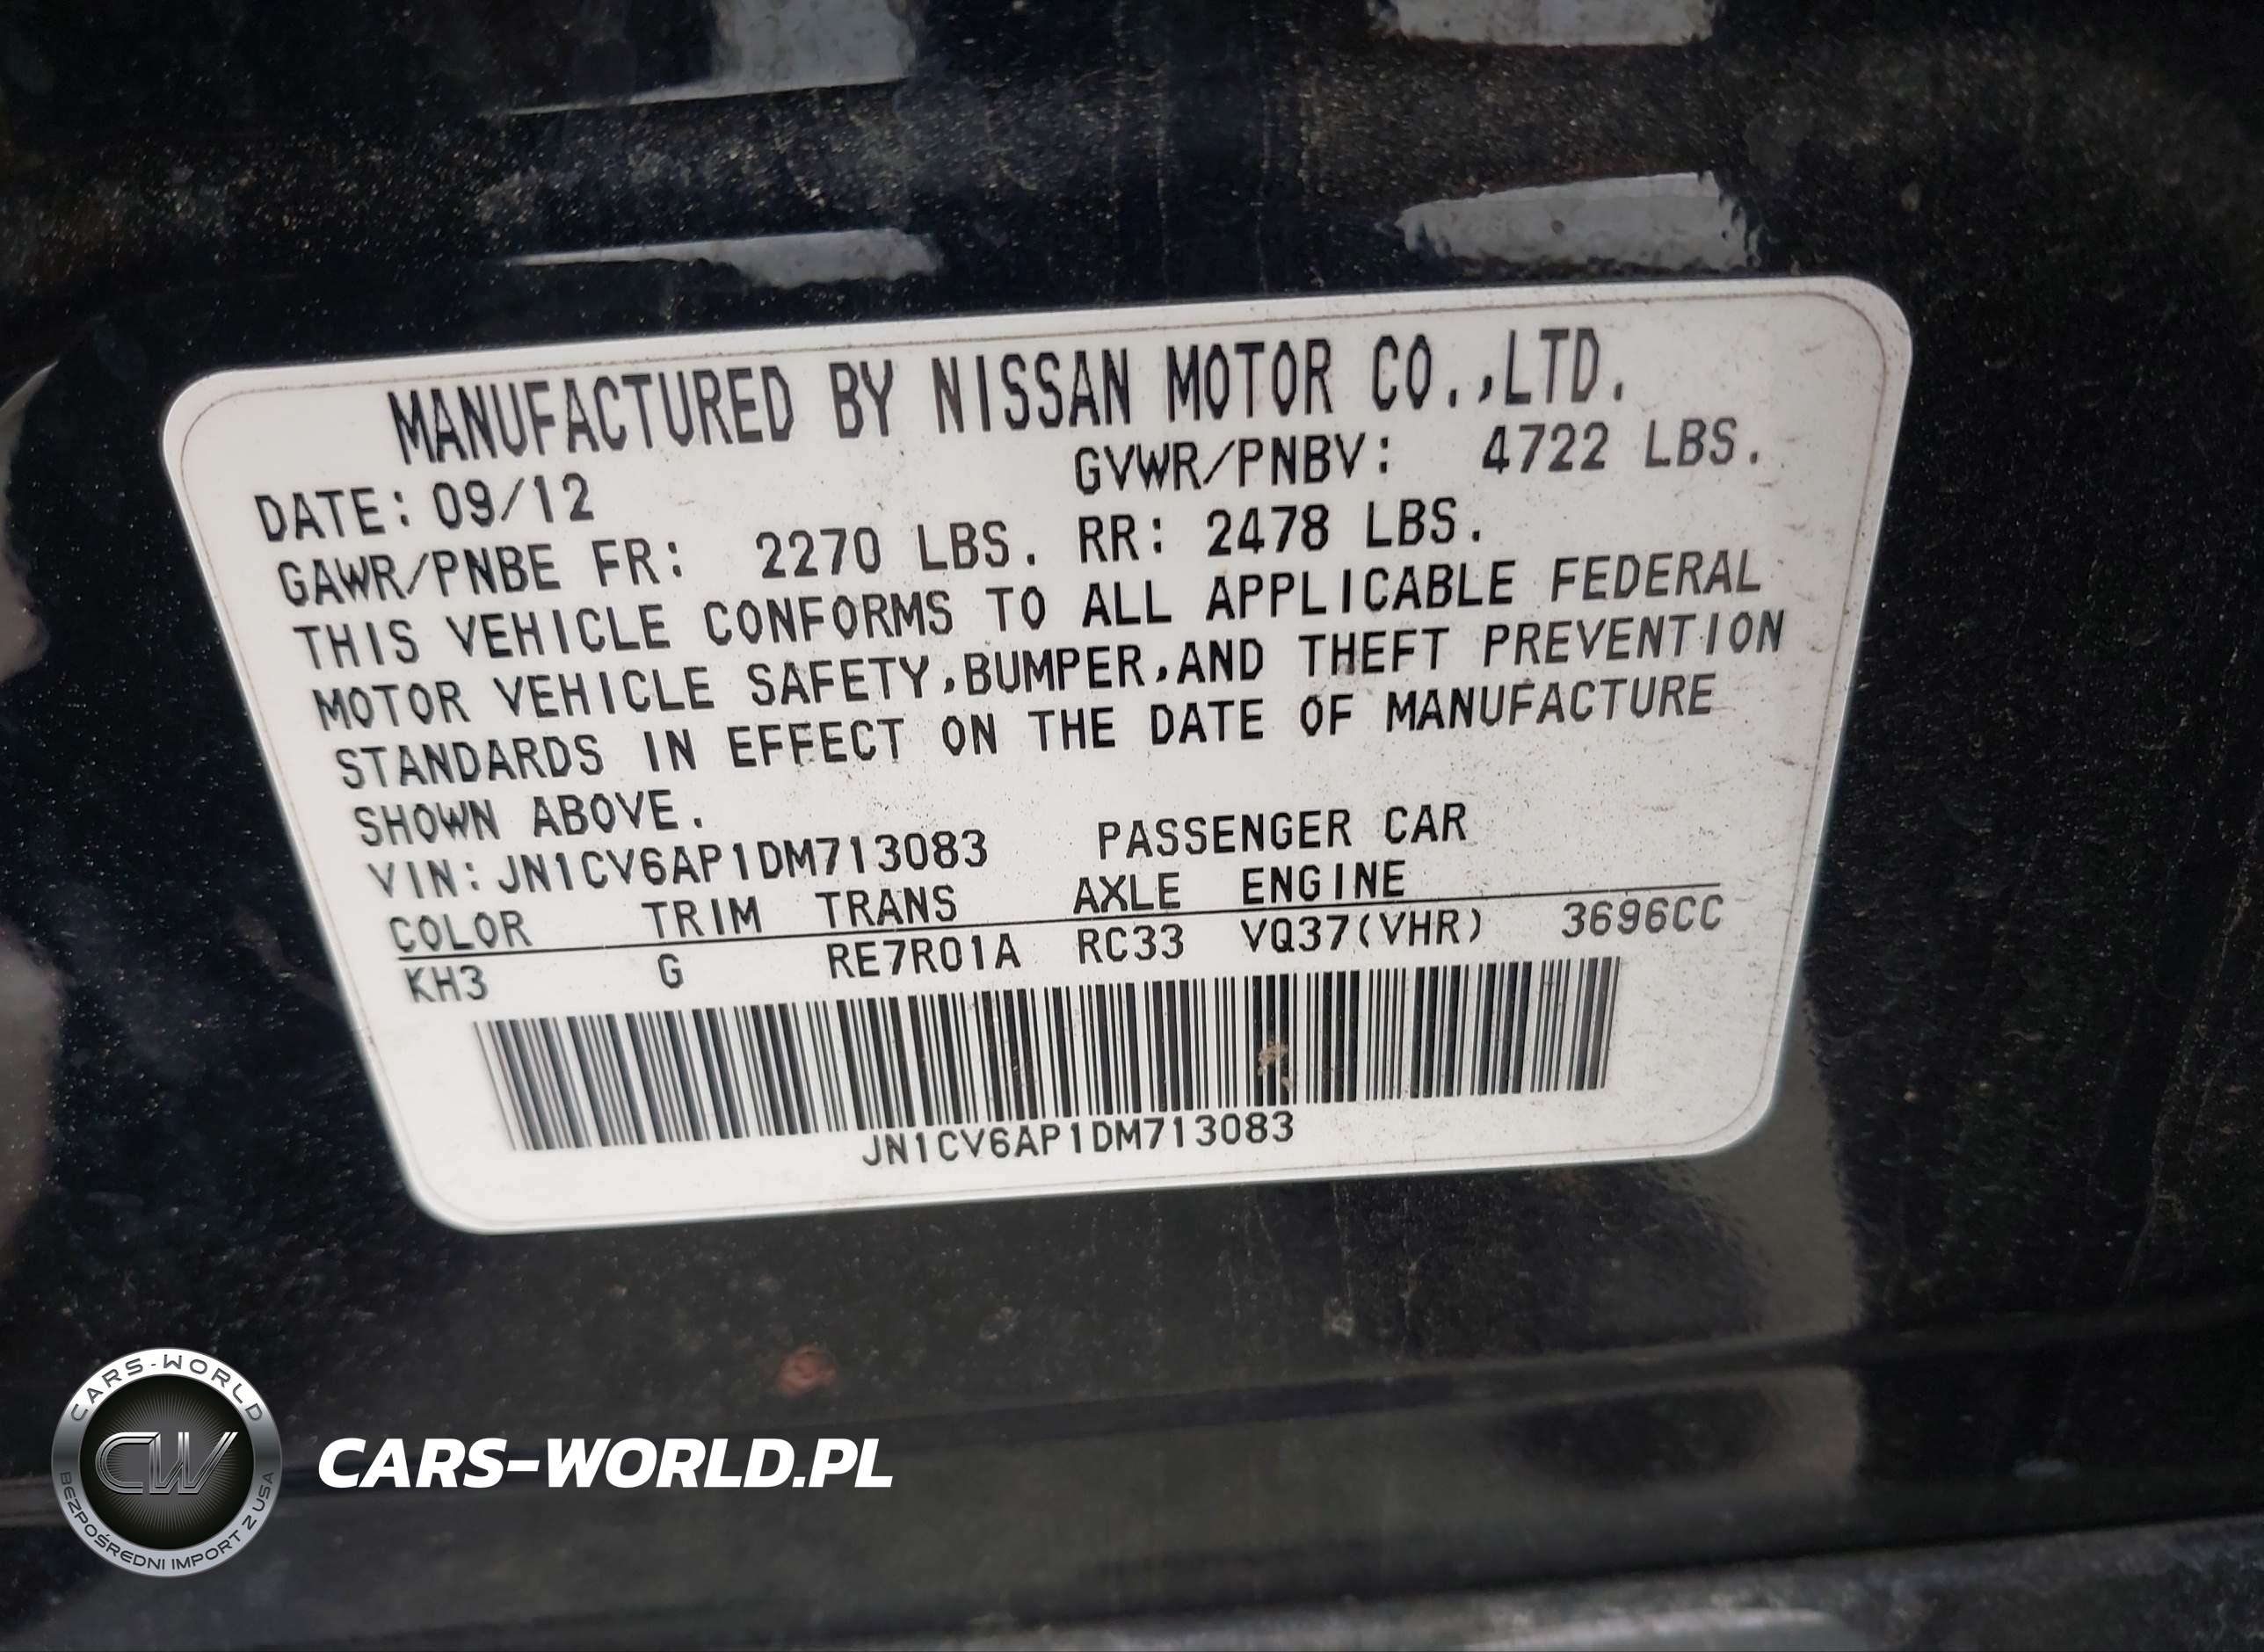 MANUFACTURED BY NISSAN MOTOR CO.,LTD.
DATE: 09/12 GVWR/PNBV: 4722 LBS.
GAWR/PNBE FR: 2270 LBS. RR: 2478 LBS.
THIS VEHICLE CONFORMS TO ALL APPLICABLE FEDERAL
MOTOR VEHICLE SAFETY,BUMPER,AND THEFT PREVENTION
STANDARDS IN EFFECT ON THE DATE OF MANUFACTURE
SHOWN ABOVE.
VIN: JN1CV6AP1DM713083 PASSENGER CAR
COLOR TRIM TRANS AXLE ENGINE
KH3 G RE7R01A RC33 VQ37(VHR) 3696CC
JN1CV6AP1DM713083
CARS-WORLD
CW
BEZPOŚREDNI IMPORT Z USA
CARS-WORLD.PL